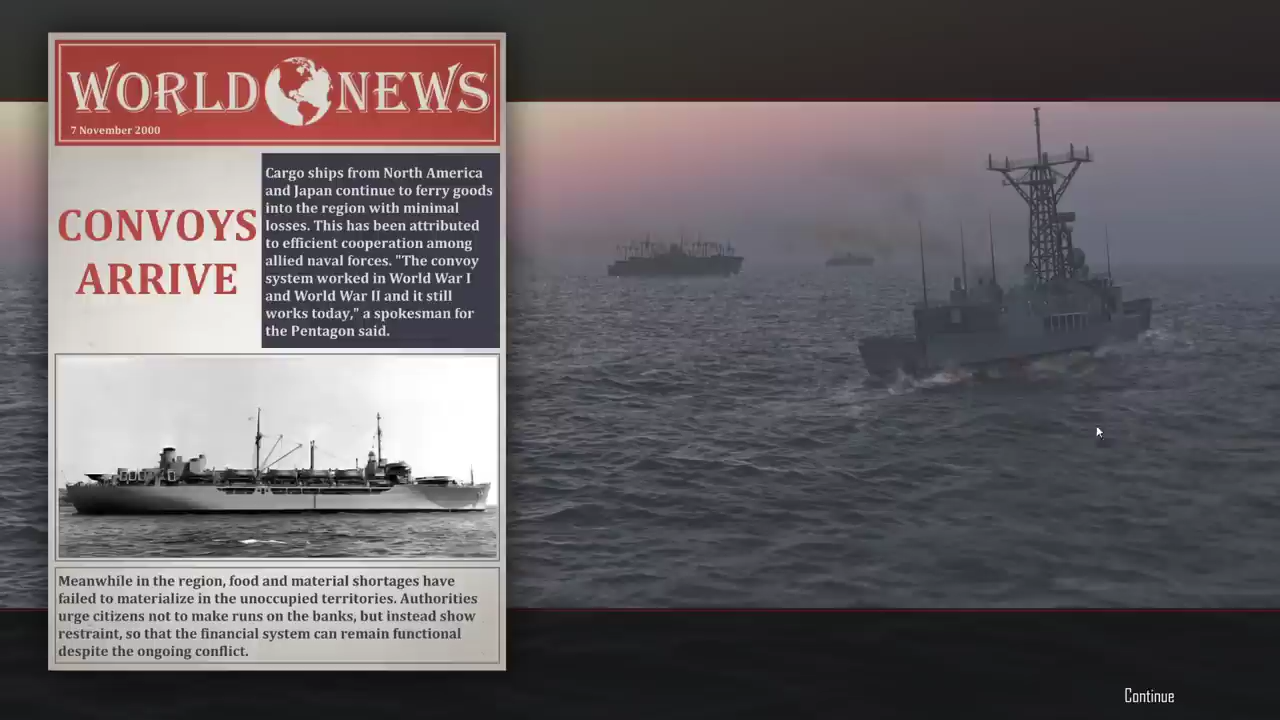 WORLD NEWS
7 November 2000
CONVOYS
ARRIVE
Cargo ships from North America
and Japan continue to ferry goods
into the region with minimal
losses. This has been attributed
to efficient cooperation among
allied naval forces. "The convoy
system worked in World War I
and World War II and it still
works today," a spokesman for
the Pentagon said.
Meanwhile in the region, food and material shortages have
failed to materialize in the unoccupied territories. Authorities
urge citizens not to make runs on the banks, but instead show
restraint, so that the financial system can remain functional
despite the ongoing conflict.
Continue